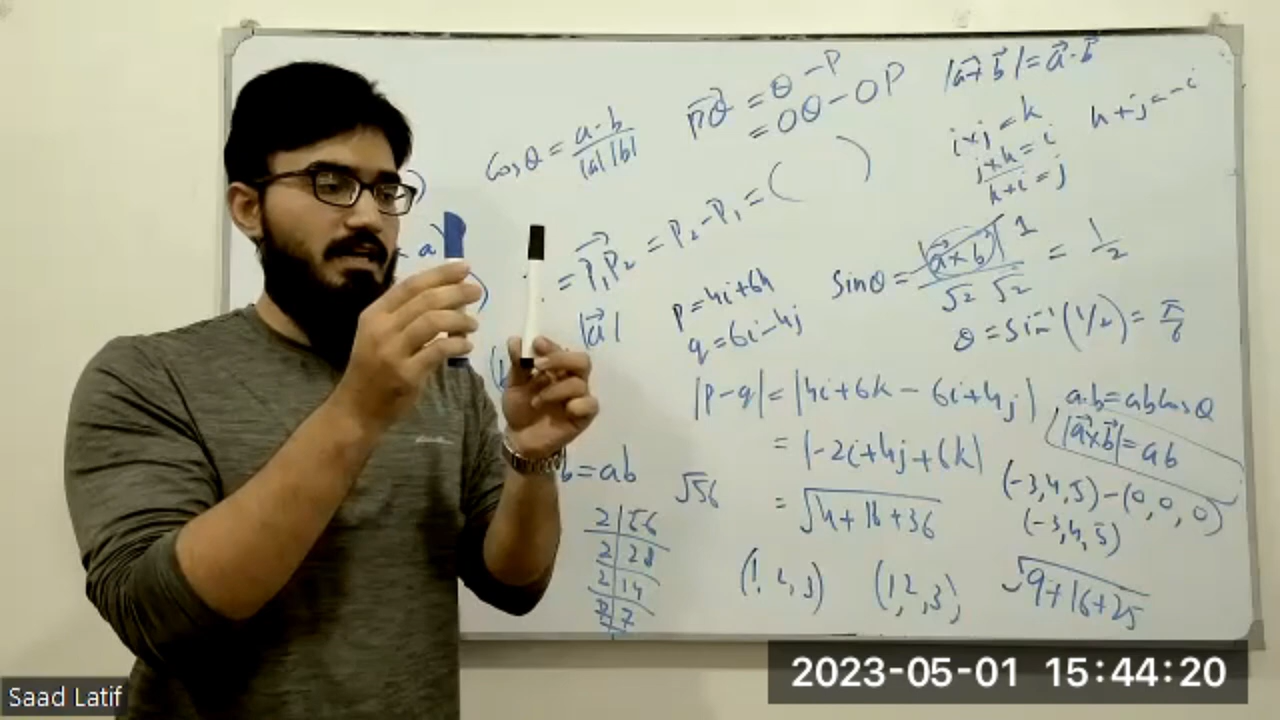 cos θ = a·b / |a| |b|
PQ = Q − P
= OQ − OP
|a × b| = a·b
i × j = k
j × k = i
k × i = j
k × j = −i
× a)
= P₁P₂ = P₂ − P₁ = ( )
|a|
p = 4i + 6k
q = 6i − 4j
sin θ = |a × b| 1 / √2 √2 = 1/2
θ = sin⁻¹ (1/2) = π/6
|p − q| = |4i + 6k − 6i + 4j|
= |−2i + 4j + 6k|
= √4 + 16 + 36
a·b = ab cos θ
|a × b| = ab
(−3, 4, 5) − (0, 0, 0)
(−3, 4, 5)
√9 + 16 + 25
b = ab
√56
2 | 56
2 | 28
2 | 14
7 | 7
(1, 2, 3) (1, 2, 3),
Saad Latif
2023-05-01 15:44:20